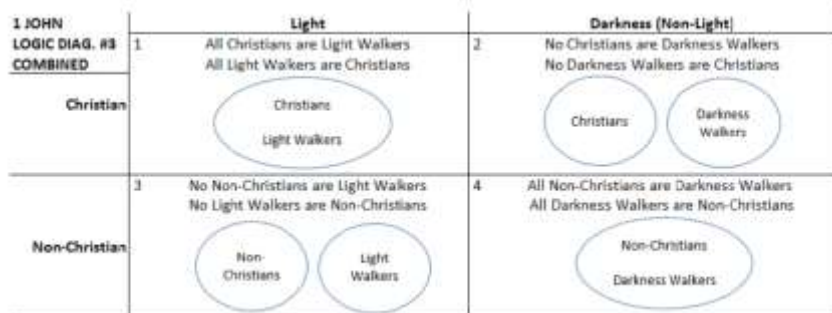 1 JOHN
LOGIC DIAG. #3
COMBINED
Light
Darkness (Non-Light)
Christian
1
All Christians are Light Walkers
All Light Walkers are Christians
Christians
Light Walkers
2
No Christians are Darkness Walkers
No Darkness Walkers are Christians
Christians
Darkness
Walkers
Non-Christian
3
No Non-Christians are Light Walkers
No Light Walkers are Non-Christians
Non-
Christians
Light
Walkers
4
All Non-Christians are Darkness Walkers
All Darkness Walkers are Non-Christians
Non-Christians
Darkness Walkers